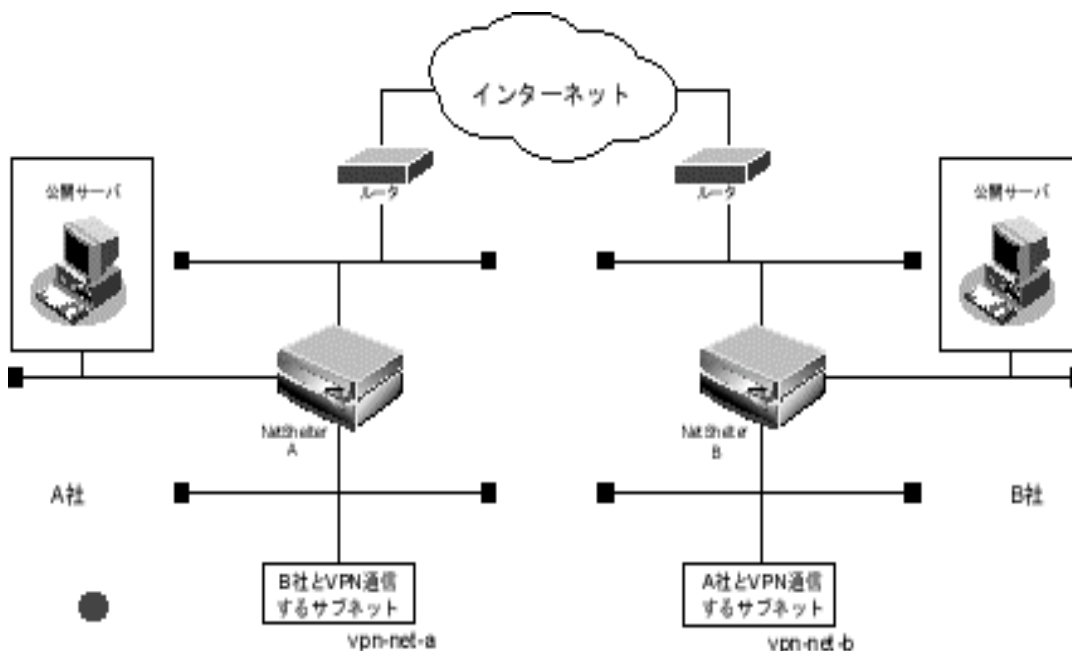 インターネット
ルータ
ルータ
公開サーバ
公開サーバ
NetShelter
A
NetShelter
B
A社
B社
B社とVPN通信
するサブネット
A社とVPN通信
するサブネット
vpn-net-a
vpn-net-b